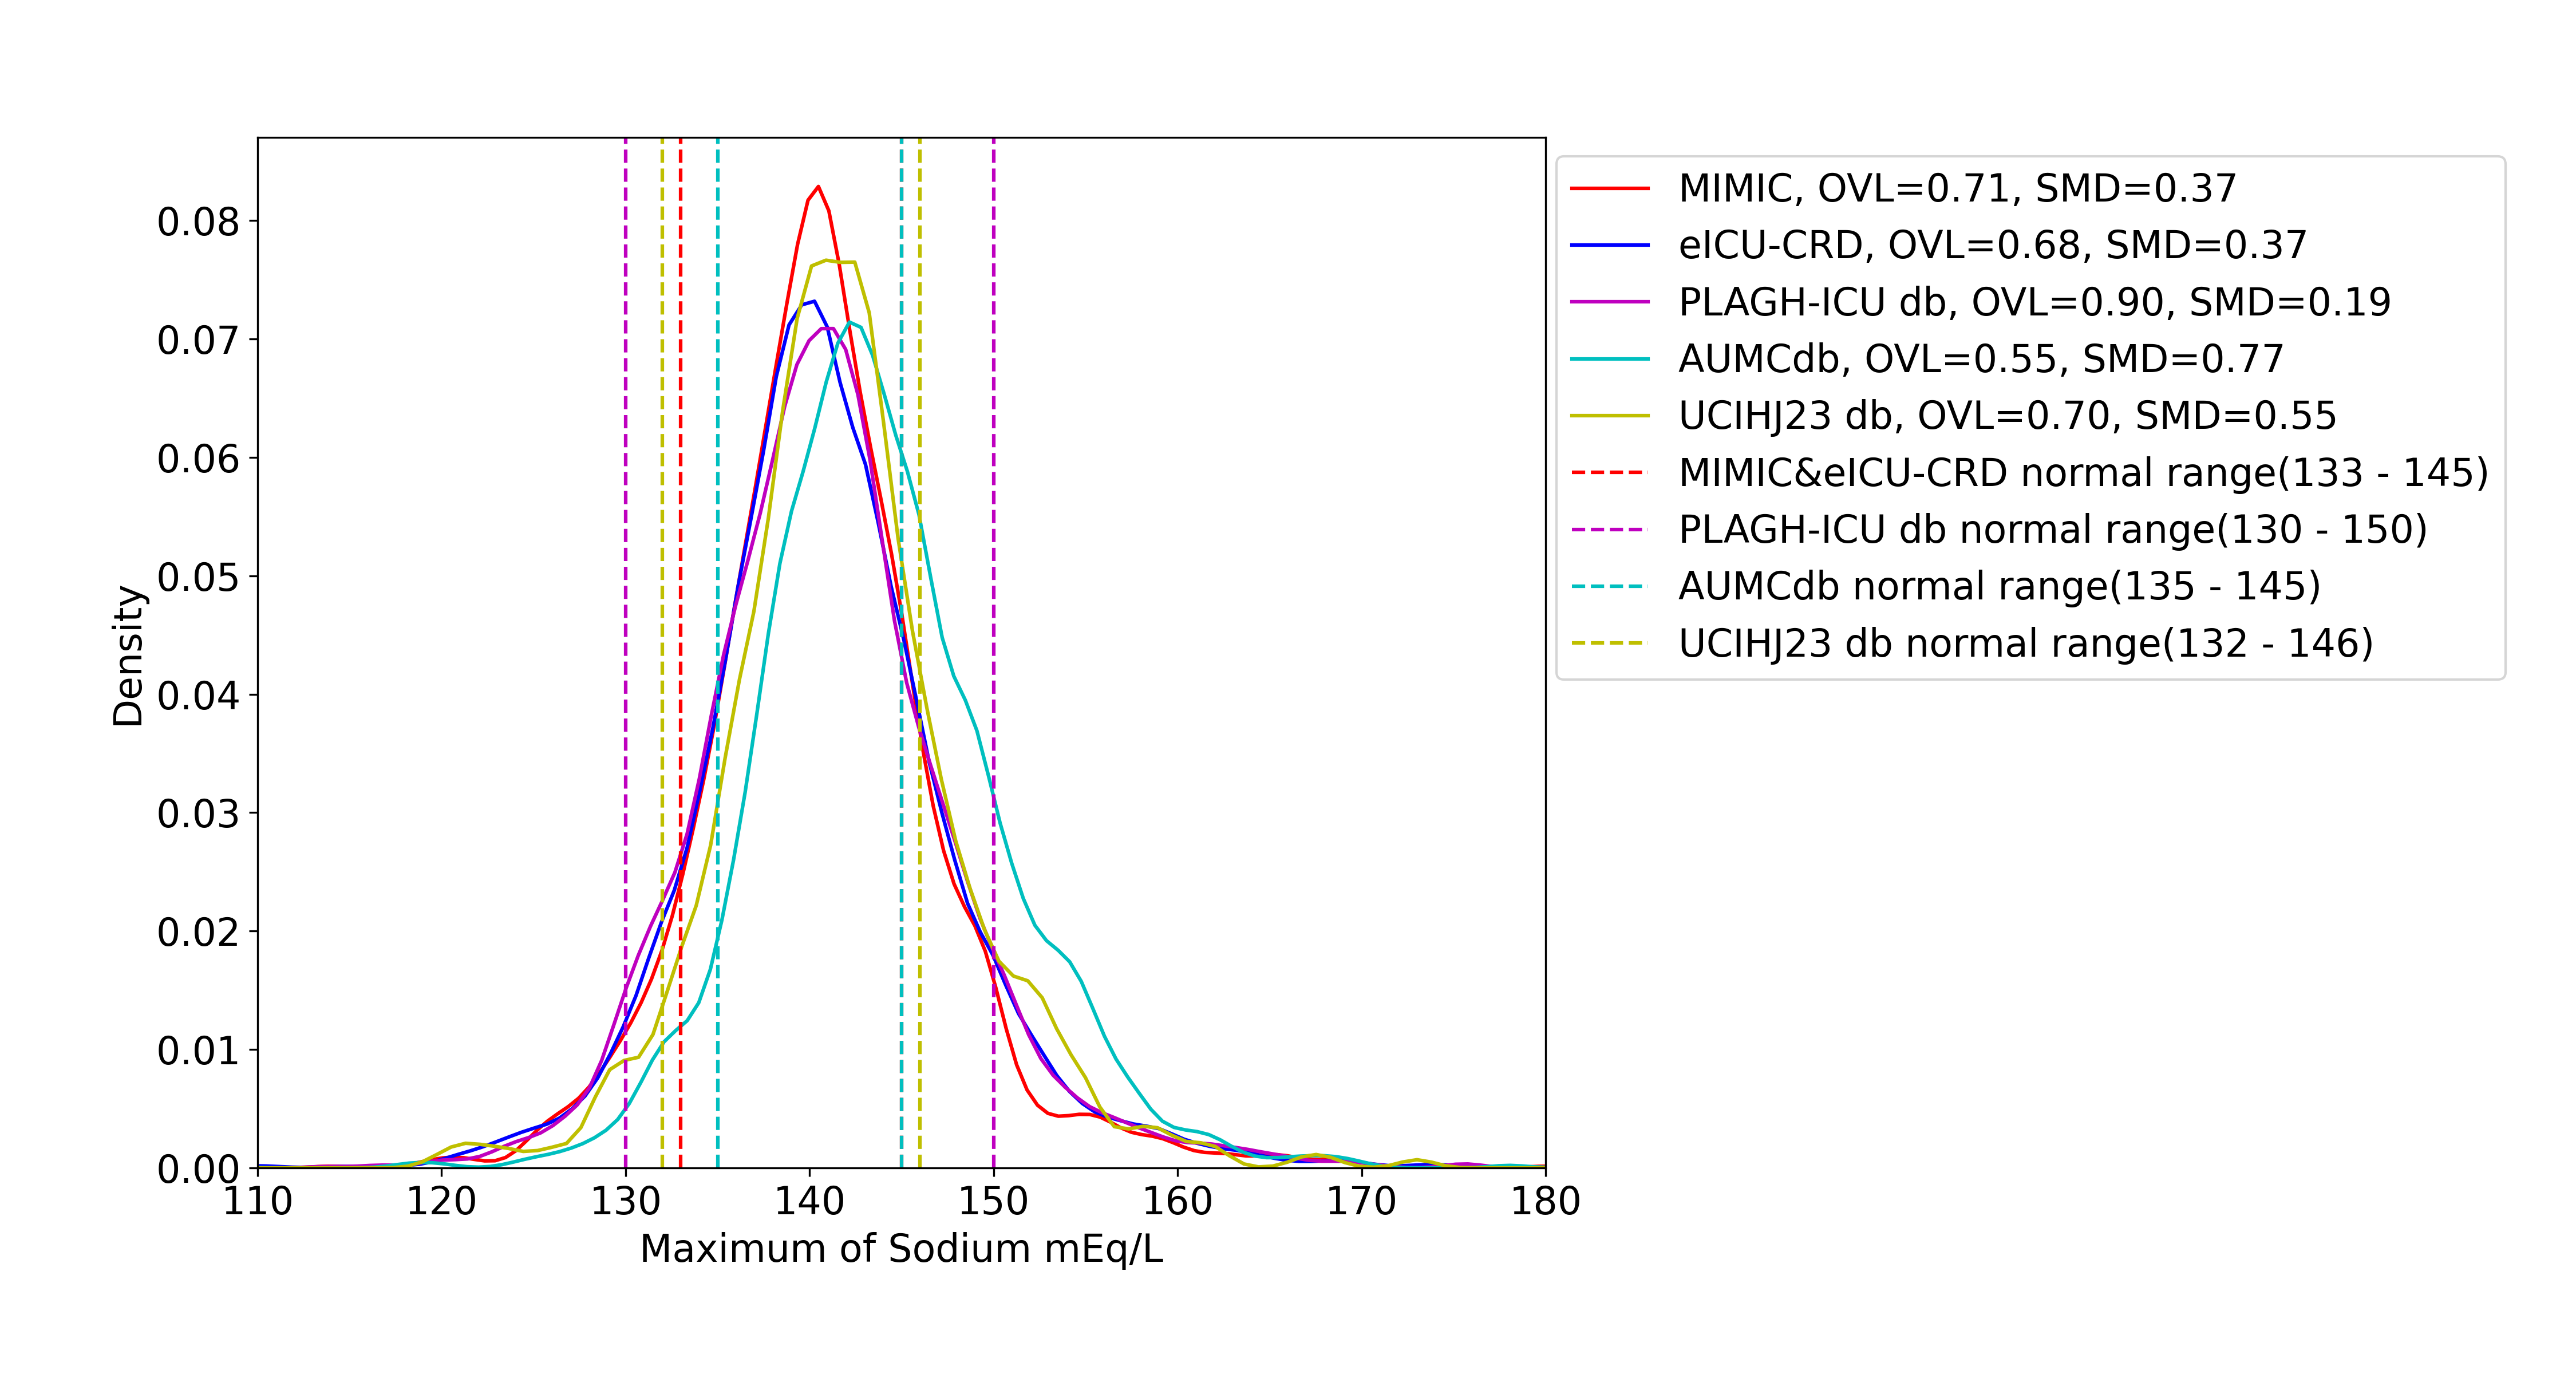 0.08
0.07
0.06
0.05
0.04
0.03
0.02
0.01
0.00
Density
110 120 130 140 150 160 170 180
Maximum of Sodium mEq/L
MIMIC, OVL=0.71, SMD=0.37
eICU-CRD, OVL=0.68, SMD=0.37
PLAGH-ICU db, OVL=0.90, SMD=0.19
AUMCdb, OVL=0.55, SMD=0.77
UCIHJ23 db, OVL=0.70, SMD=0.55
MIMIC&eICU-CRD normal range(133 - 145)
PLAGH-ICU db normal range(130 - 150)
AUMCdb normal range(135 - 145)
UCIHJ23 db normal range(132 - 146)